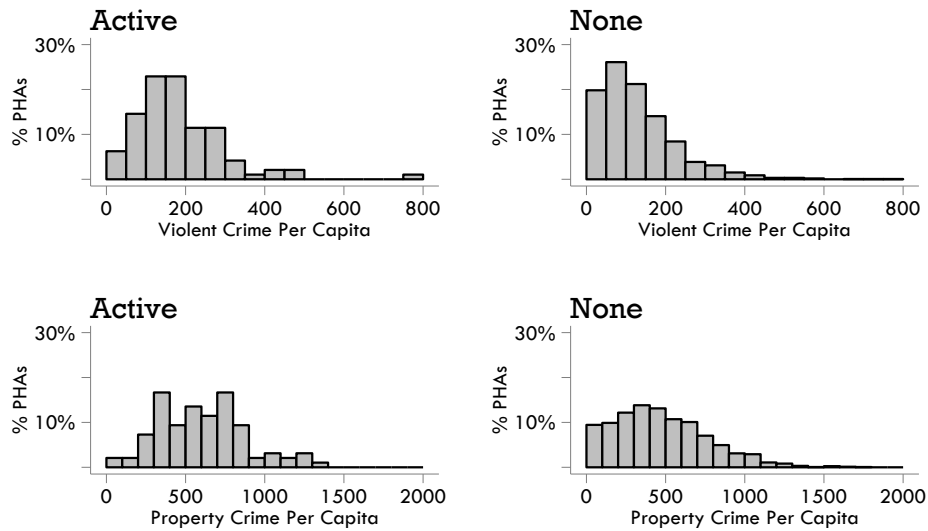 Active
30%
10%
% PHAs
0 200 400 600 800
Violent Crime Per Capita
None
30%
10%
% PHAs
0 200 400 600 800
Violent Crime Per Capita
Active
30%
10%
% PHAs
0 500 1000 1500 2000
Property Crime Per Capita
None
30%
10%
% PHAs
0 500 1000 1500 2000
Property Crime Per Capita